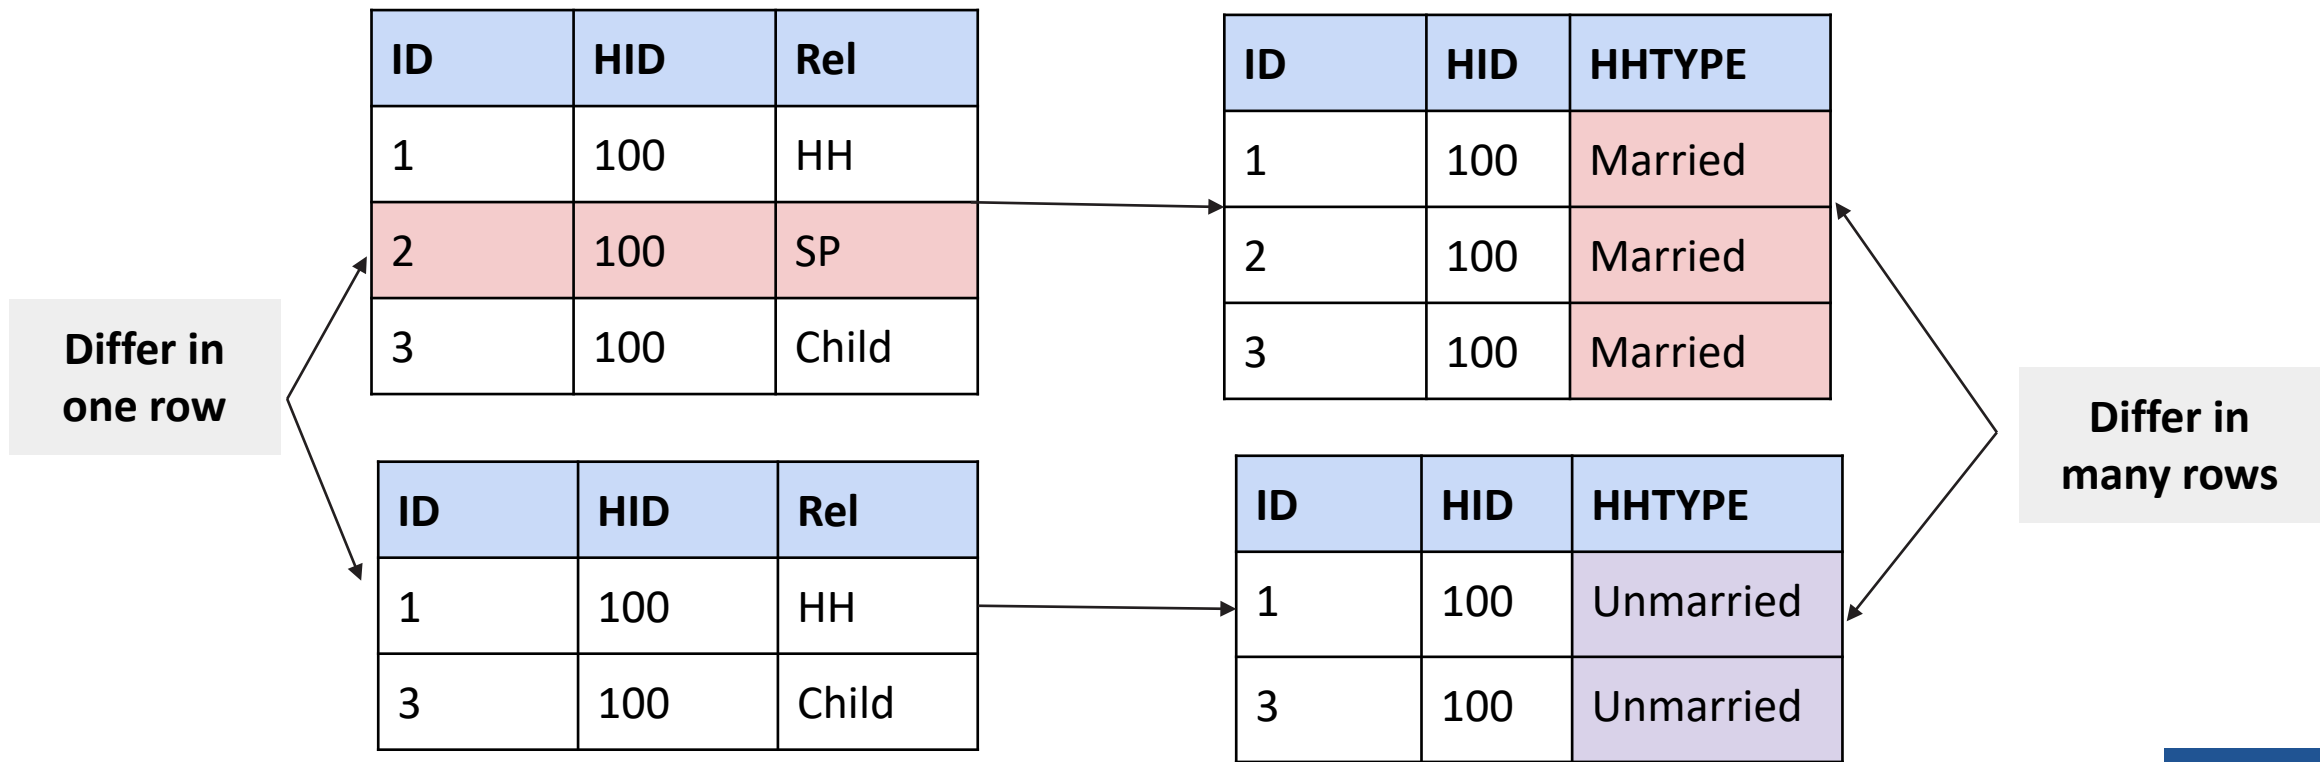 ID HID Rel
1 100 HH
2 100 SP
3 100 Child
ID HID HHTYPE
1 100 Married
2 100 Married
3 100 Married
Differ in
one row
Differ in
many rows
ID HID Rel
1 100 HH
3 100 Child
ID HID HHTYPE
1 100 Unmarried
3 100 Unmarried